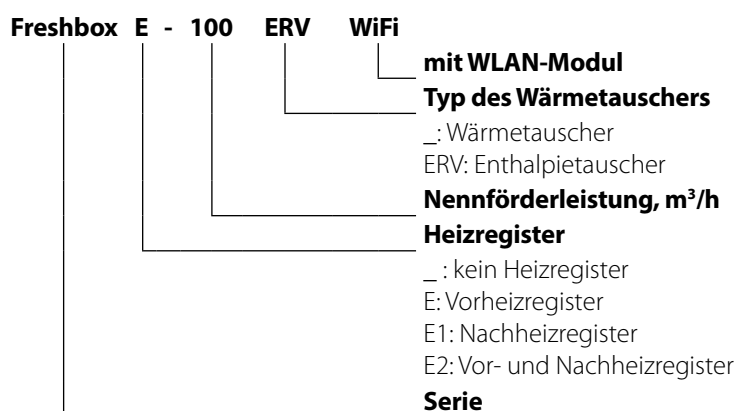 Freshbox E - 100 ERV WiFi
mit WLAN-Modul
Typ des Wärmetauschers
_: Wärmetauscher
ERV: Enthalpietauscher
Nennförderleistung, m³/h
Heizregister
_ : kein Heizregister
E: Vorheizregister
E1: Nachheizregister
E2: Vor- und Nachheizregister
Serie